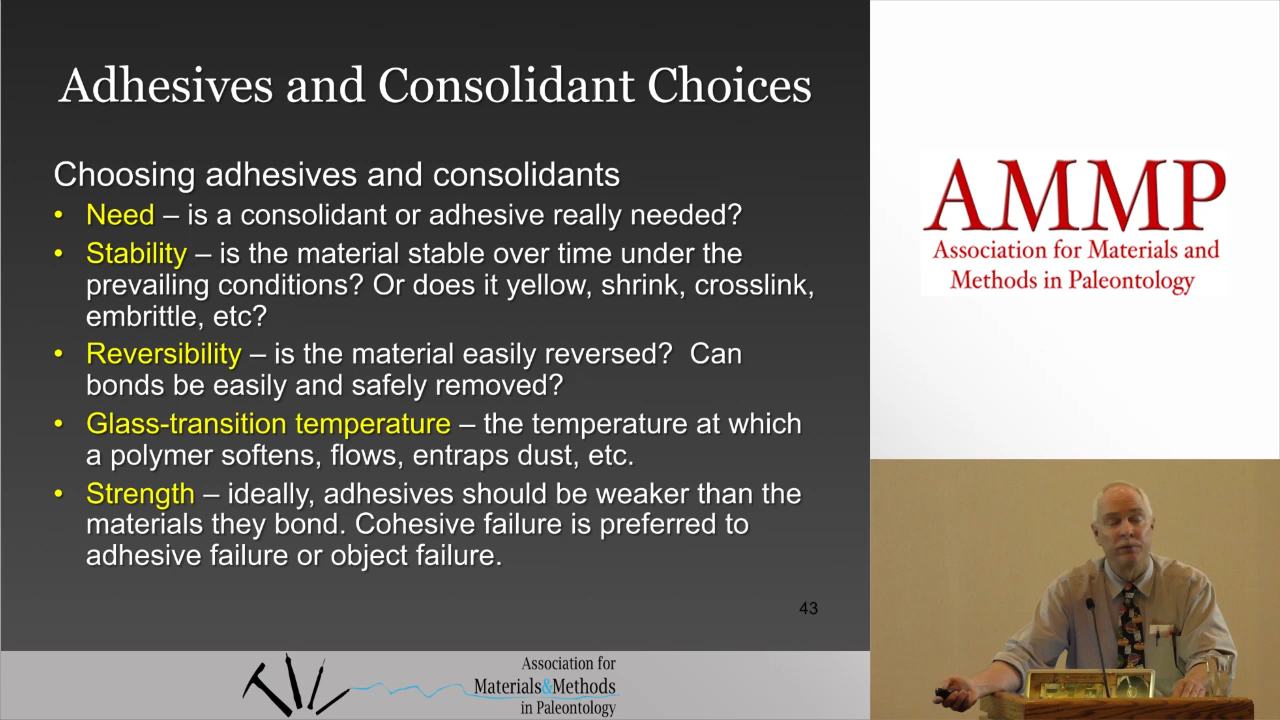 Adhesives and Consolidant Choices
Choosing adhesives and consolidants
• Need – is a consolidant or adhesive really needed?
• Stability – is the material stable over time under the
prevailing conditions? Or does it yellow, shrink, crosslink,
embrittle, etc?
• Reversibility – is the material easily reversed?  Can
bonds be easily and safely removed?
• Glass-transition temperature – the temperature at which
a polymer softens, flows, entraps dust, etc.
• Strength – ideally, adhesives should be weaker than the
materials they bond. Cohesive failure is preferred to
adhesive failure or object failure.
43
Association for
Materials&Methods
in Paleontology
AMMP
Association for Materials and
Methods in Paleontology